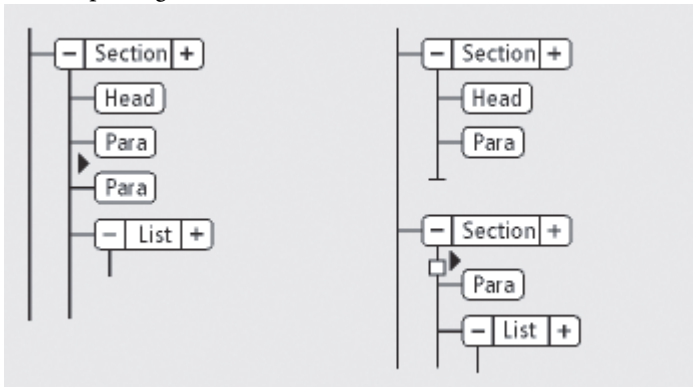 − Section +
Head
Para
Para
− List +
− Section +
Head
Para
− Section +
Para
− List +